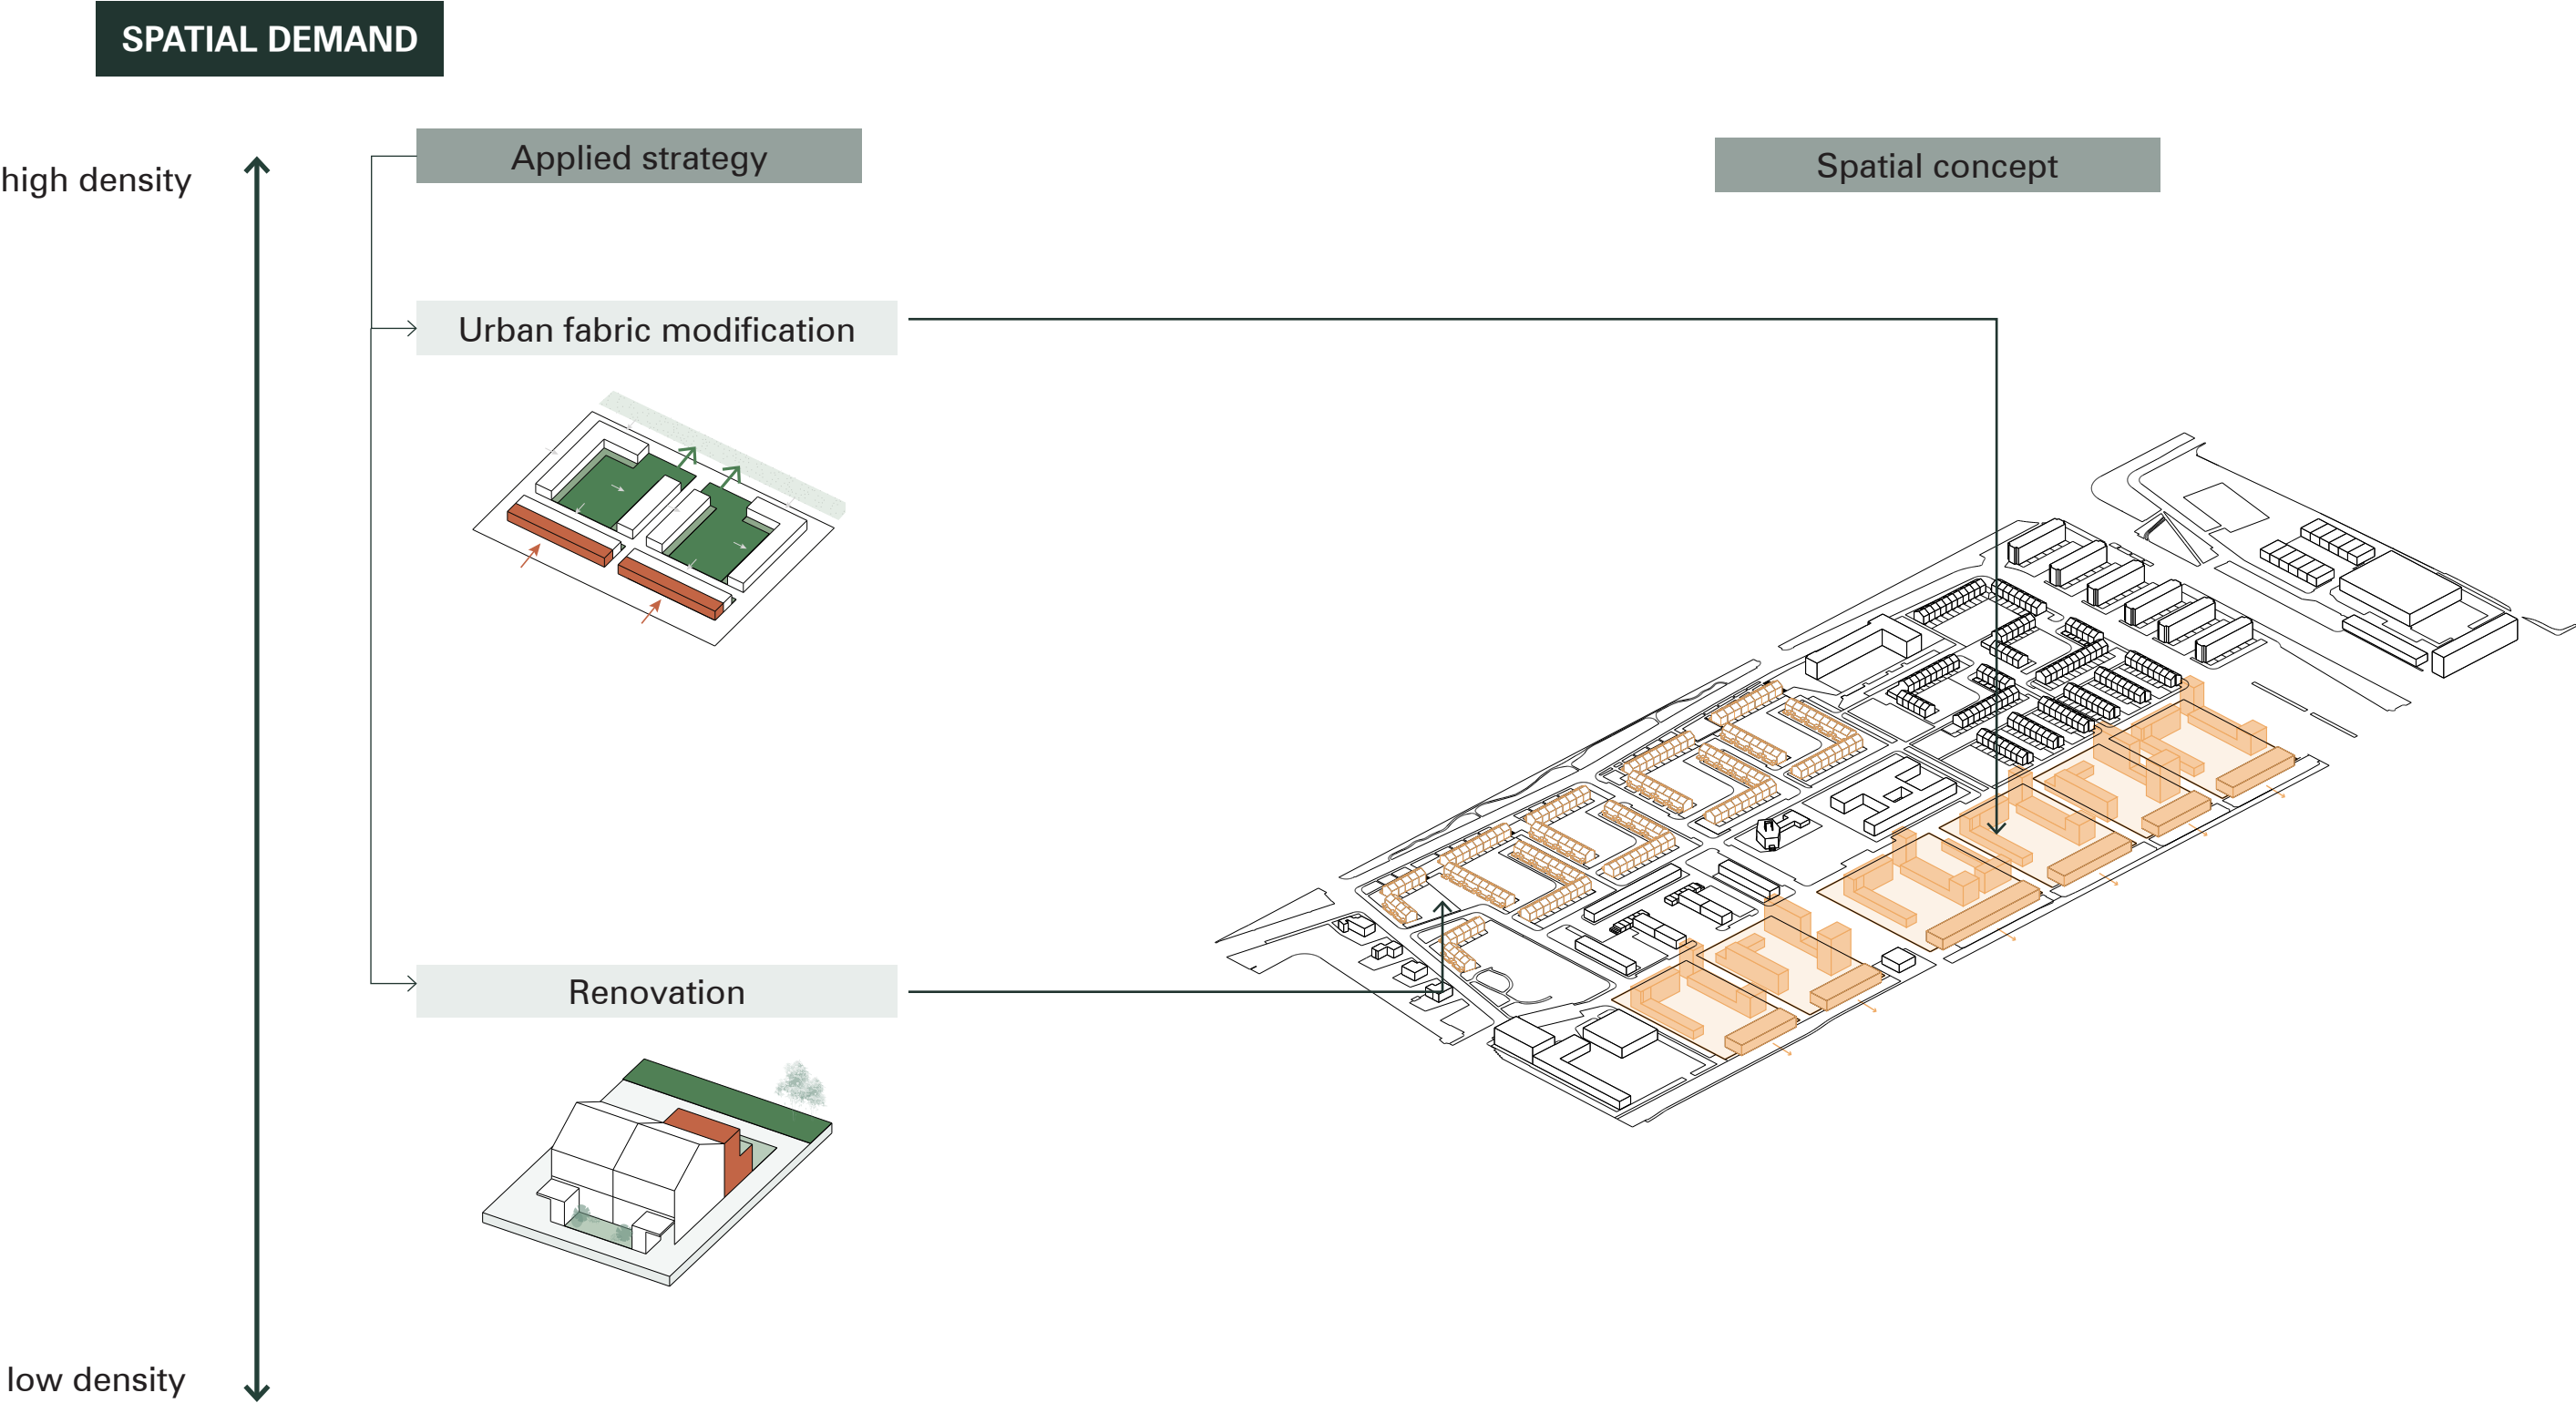 SPATIAL DEMAND
high density
Applied strategy
Spatial concept
Urban fabric modification
Renovation
low density